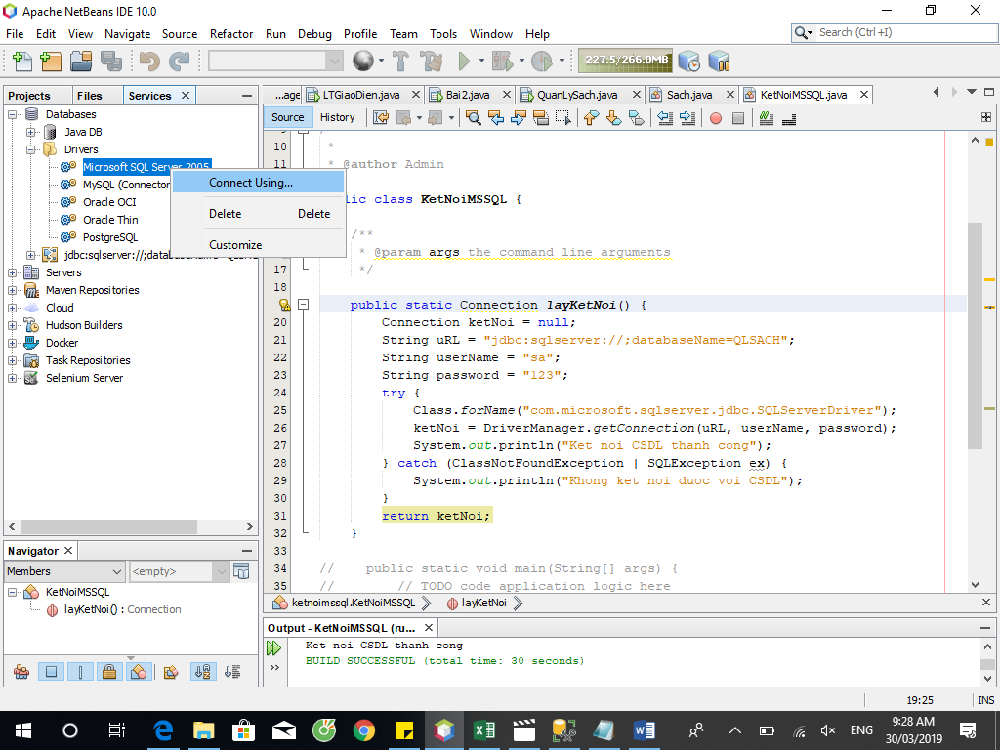 Apache NetBeans IDE 10.0
File Edit View Navigate Source Refactor Run Debug Profile Team Tools Window Help
Search (Ctrl+I)
227.5/266.0MB
Projects Files Services
Databases
Java DB
Drivers
Microsoft SQL Server 2005
MySQL (Connector
Oracle OCI
Oracle Thin
PostgreSQL
Servers
Maven Repositories
Cloud
Hudson Builders
Docker
Task Repositories
Selenium Server
Connect Using...
Delete Delete
Customize
Navigator
Members <empty>
KetNoiMSSQL
layKetNoi() : Connection
...age LTGiaoDien.java Bai2.java QuanLySach.java Sach.java KetNoiMSSQL.java
Source History
10 *
11 * @author Admin
lic class KetNoiMSSQL {
/**
* @param args the command line arguments
17 */
18
public static Connection layKetNoi() {
20 Connection ketNoi = null;
21 String uRL = "jdbc:sqlserver://;databaseName=QLSACH";
22 String userName = "sa";
23 String password = "123";
24 try {
25 Class.forName("com.microsoft.sqlserver.jdbc.SQLServerDriver");
26 ketNoi = DriverManager.getConnection(uRL, userName, password);
27 System.out.println("Ket noi CSDL thanh cong");
28 } catch (ClassNotFoundException | SQLException ex) {
29 System.out.println("Khong ket noi duoc voi CSDL");
30 }
31 return ketNoi;
32 }
33
34 // public static void main(String[] args) {
35 // // TODO code application logic here
ketnoimssql.KetNoiMSSQL layKetNoi
Output - KetNoiMSSQL (ru...
Ket noi CSDL thanh cong
BUILD SUCCESSFUL (total time: 30 seconds)
19:25 INS
ENG
9:28 AM
30/03/2019